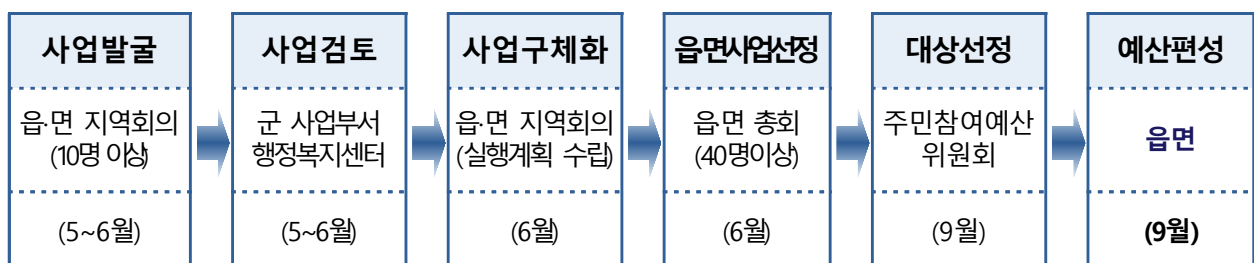 사업발굴
읍·면 지역회의
(10명 이상)
(5~6월)
사업검토
군 사업부서
행정복지센터
(5~6월)
사업구체화
읍·면 지역회의
(실행계획 수립)
(6월)
읍·면사업선정
읍·면 총회
(40명이상)
(6월)
대상선정
주민참여예산
위원회
(9월)
예산편성
읍면
(9월)